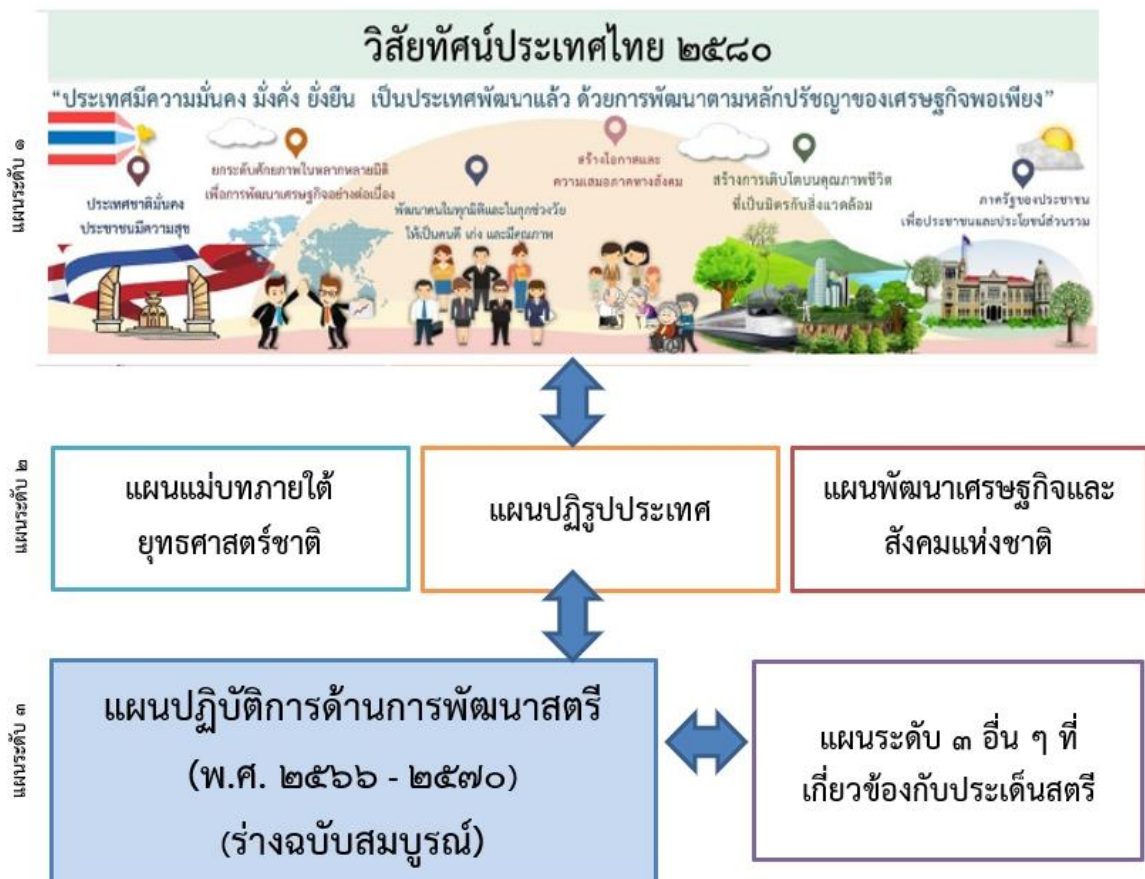 วิสัยทัศน์ประเทศไทย ๒๕๘๐
“ประเทศมีความมั่นคง มั่งคั่ง ยั่งยืน เป็นประเทศพัฒนาแล้ว ด้วยการพัฒนาตามหลักปรัชญาของเศรษฐกิจพอเพียง”
แผนระดับ ๑
ประเทศชาติมั่นคง
ประชาชนมีความสุข
ยกระดับศักยภาพในหลากหลายมิติ
เพื่อการพัฒนาเศรษฐกิจอย่างต่อเนื่อง
พัฒนาคนในทุกมิติและในทุกช่วงวัย
ให้เป็นคนดี เก่ง และมีคุณภาพ
สร้างโอกาสและ
ความเสมอภาคทางสังคม
สร้างการเติบโตบนคุณภาพชีวิต
ที่เป็นมิตรกับสิ่งแวดล้อม
ภาครัฐของประชาชน
เพื่อประชาชนและประโยชน์ส่วนรวม
แผนระดับ ๒
แผนแม่บทภายใต้
ยุทธศาสตร์ชาติ
แผนปฏิรูปประเทศ
แผนพัฒนาเศรษฐกิจและ
สังคมแห่งชาติ
แผนระดับ ๓
แผนปฏิบัติการด้านการพัฒนาสตรี
(พ.ศ. ๒๕๖๖ - ๒๕๗๐)
(ร่างฉบับสมบูรณ์)
แผนระดับ ๓ อื่น ๆ ที่
เกี่ยวข้องกับประเด็นสตรี